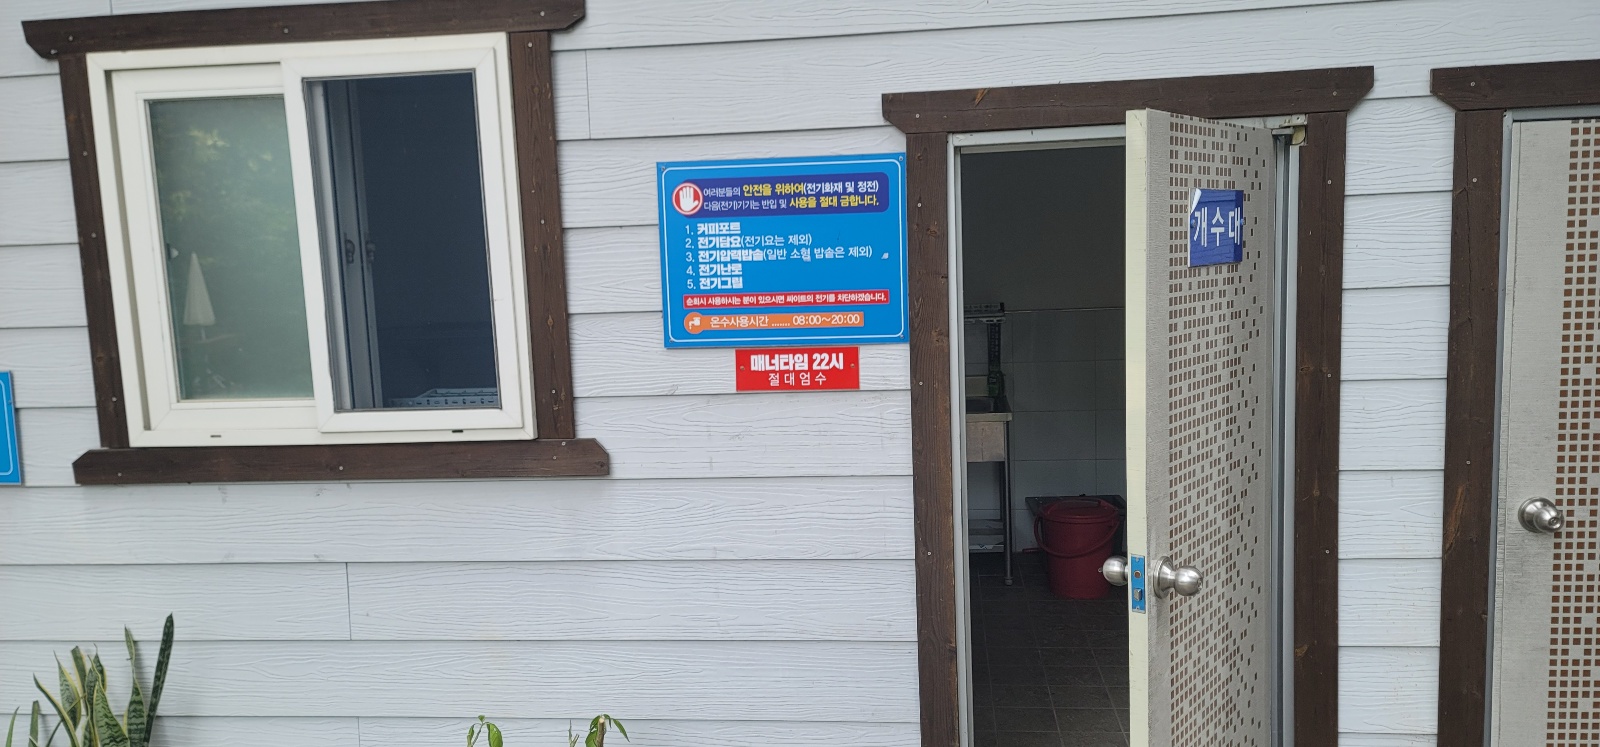 여러분들의 안전을 위하여(전기화재 및 정전)
다음(전기)기기는 반입 및 사용을 절대 금합니다.
1. 커피포트
2. 전기담요(전기요는 제외)
3. 전기압력밥솥(일반 소형 밥솥은 제외)
4. 전기난로
5. 전기그릴
순회시 사용하시는 분이 있으시면 싸이트의 전기를 차단하겠습니다.
온수사용시간 ....... 08:00~20:00
매너타임 22시
절대엄수
개수대